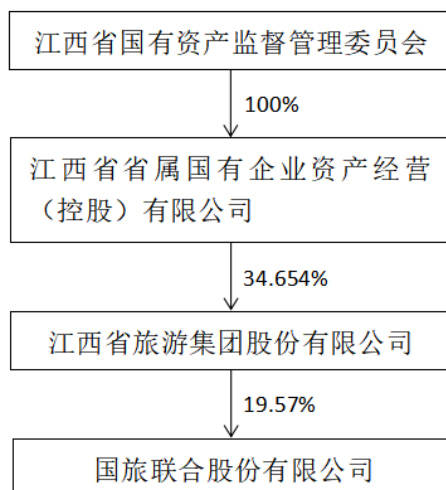 江西省国有资产监督管理委员会
100%
江西省省属国有企业资产经营
（控股）有限公司
34.654%
江西省旅游集团股份有限公司
19.57%
国旅联合股份有限公司